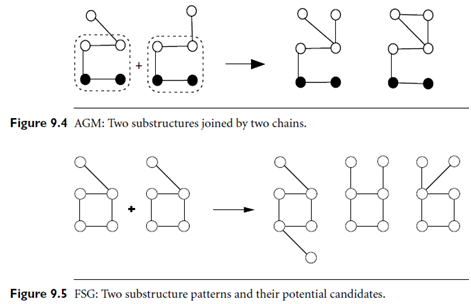 +
Figure 9.4 AGM: Two substructures joined by two chains.
+
Figure 9.5 FSG: Two substructure patterns and their potential candidates.